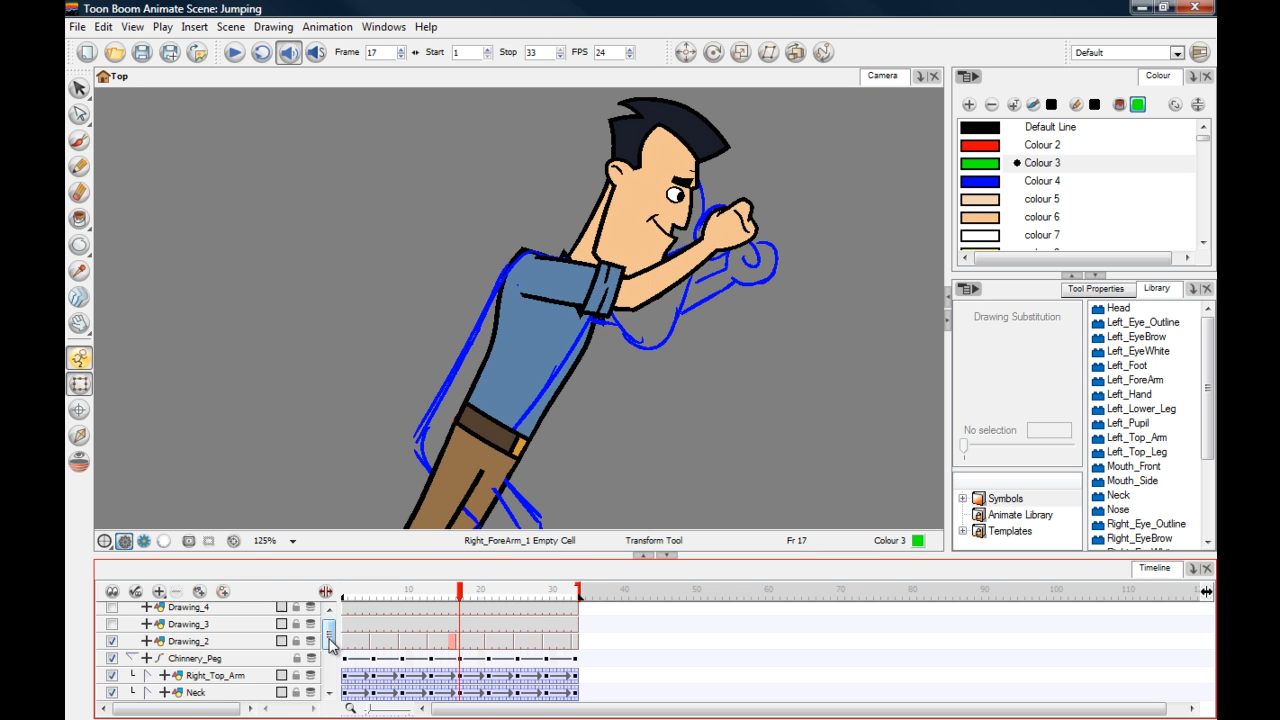 Toon Boom Animate Scene: Jumping
File Edit View Play Insert Scene Drawing Animation Windows Help
Frame 17 Start 1 Stop 33 FPS 24 Default
Top Camera Colour
Default Line
Colour 2
Colour 3
Colour 4
colour 5
colour 6
colour 7
Tool Properties Library
Drawing Substitution
No selection
Head
Left_Eye_Outline
Left_EyeBrow
Left_EyeWhite
Left_Foot
Left_ForeArm
Left_Hand
Left_Lower_Leg
Left_Pupil
Left_Top_Arm
Left_Top_Leg
Mouth_Front
Mouth_Side
Neck
Nose
Right_Eye_Outline
Right_EyeBrow
Symbols
Animate Library
Templates
125% Right_ForeArm_1 Empty Cell Fr 17 Transform Tool Colour 3
Timeline
10 20 30 40 50 60 70 80 90 100 110
Drawing_4
Drawing_3
Drawing_2
Chinnery_Peg
Right_Top_Arm
Neck